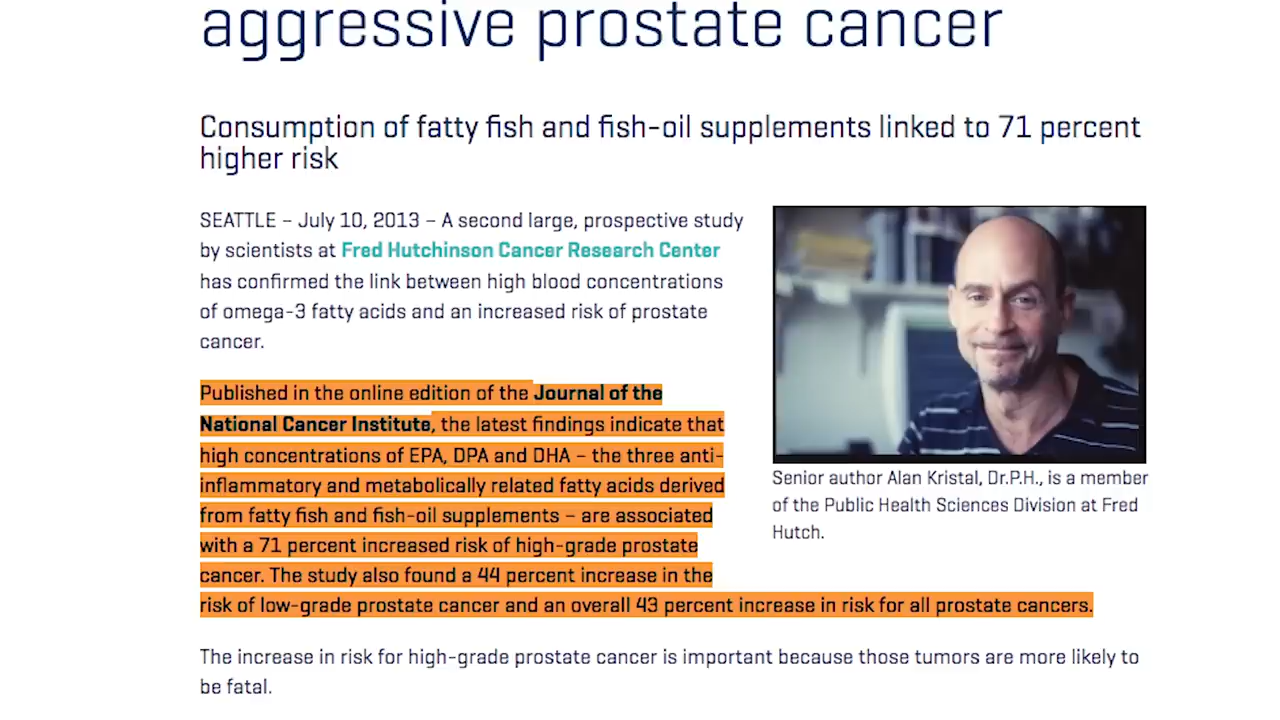 aggressive prostate cancer
Consumption of fatty fish and fish-oil supplements linked to 71 percent
higher risk
SEATTLE – July 10, 2013 – A second large, prospective study
by scientists at Fred Hutchinson Cancer Research Center
has confirmed the link between high blood concentrations
of omega-3 fatty acids and an increased risk of prostate
cancer.
Published in the online edition of the Journal of the
National Cancer Institute, the latest findings indicate that
high concentrations of EPA, DPA and DHA – the three anti-
inflammatory and metabolically related fatty acids derived
from fatty fish and fish-oil supplements – are associated
with a 71 percent increased risk of high-grade prostate
cancer. The study also found a 44 percent increase in the
risk of low-grade prostate cancer and an overall 43 percent increase in risk for all prostate cancers.
Senior author Alan Kristal, Dr.P.H., is a member
of the Public Health Sciences Division at Fred
Hutch.
The increase in risk for high-grade prostate cancer is important because those tumors are more likely to
be fatal.